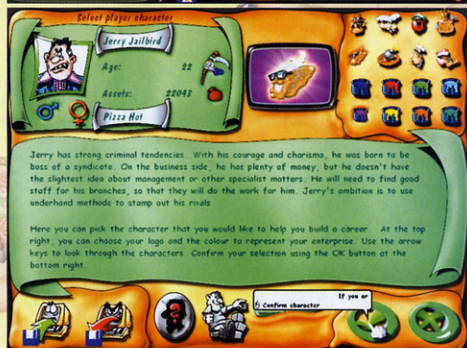 Select player character
Jerry Jailbird
Age: 22
Assets: 22043
Pizza Hot
Jerry has strong criminal tendencies. With his courage and charisma, he was born to be
boss of a syndicate. On the business side, he has plenty of money, but he doesn't have
the slightest idea about management or other specialist matters. He will need to find good
staff for his branches, so that they will do the work for him. Jerry's ambition is to use
underhand methods to stamp out his rivals
Here you can pick the character that you would like to help you build a career. At the top
right, you can choose your logo and the colour to represent your enterprise. Use the arrow
keys to look through the characters. Confirm your selection using the OK button at the
bottom right
If you ar
Confirm character